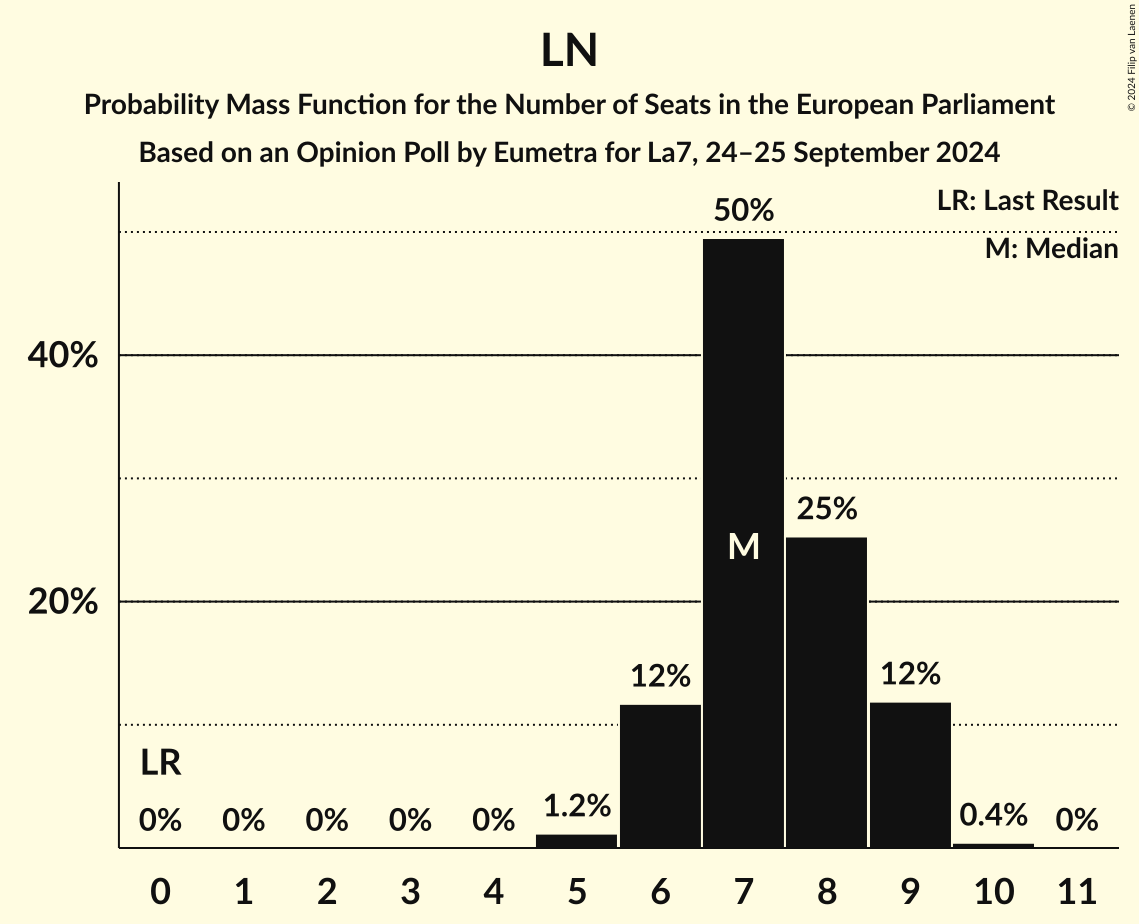 LN
Probability Mass Function for the Number of Seats in the European Parliament
Based on an Opinion Poll by Eumetra for La7, 24–25 September 2024
© 2024 Filip van Laenen
LR: Last Result
M: Median
50%
40%
25%
M
20%
12%
12%
LR
0%
0%
0%
0%
0%
1.2%
0.4%
0%
0 1 2 3 4 5 6 7 8 9 10 11